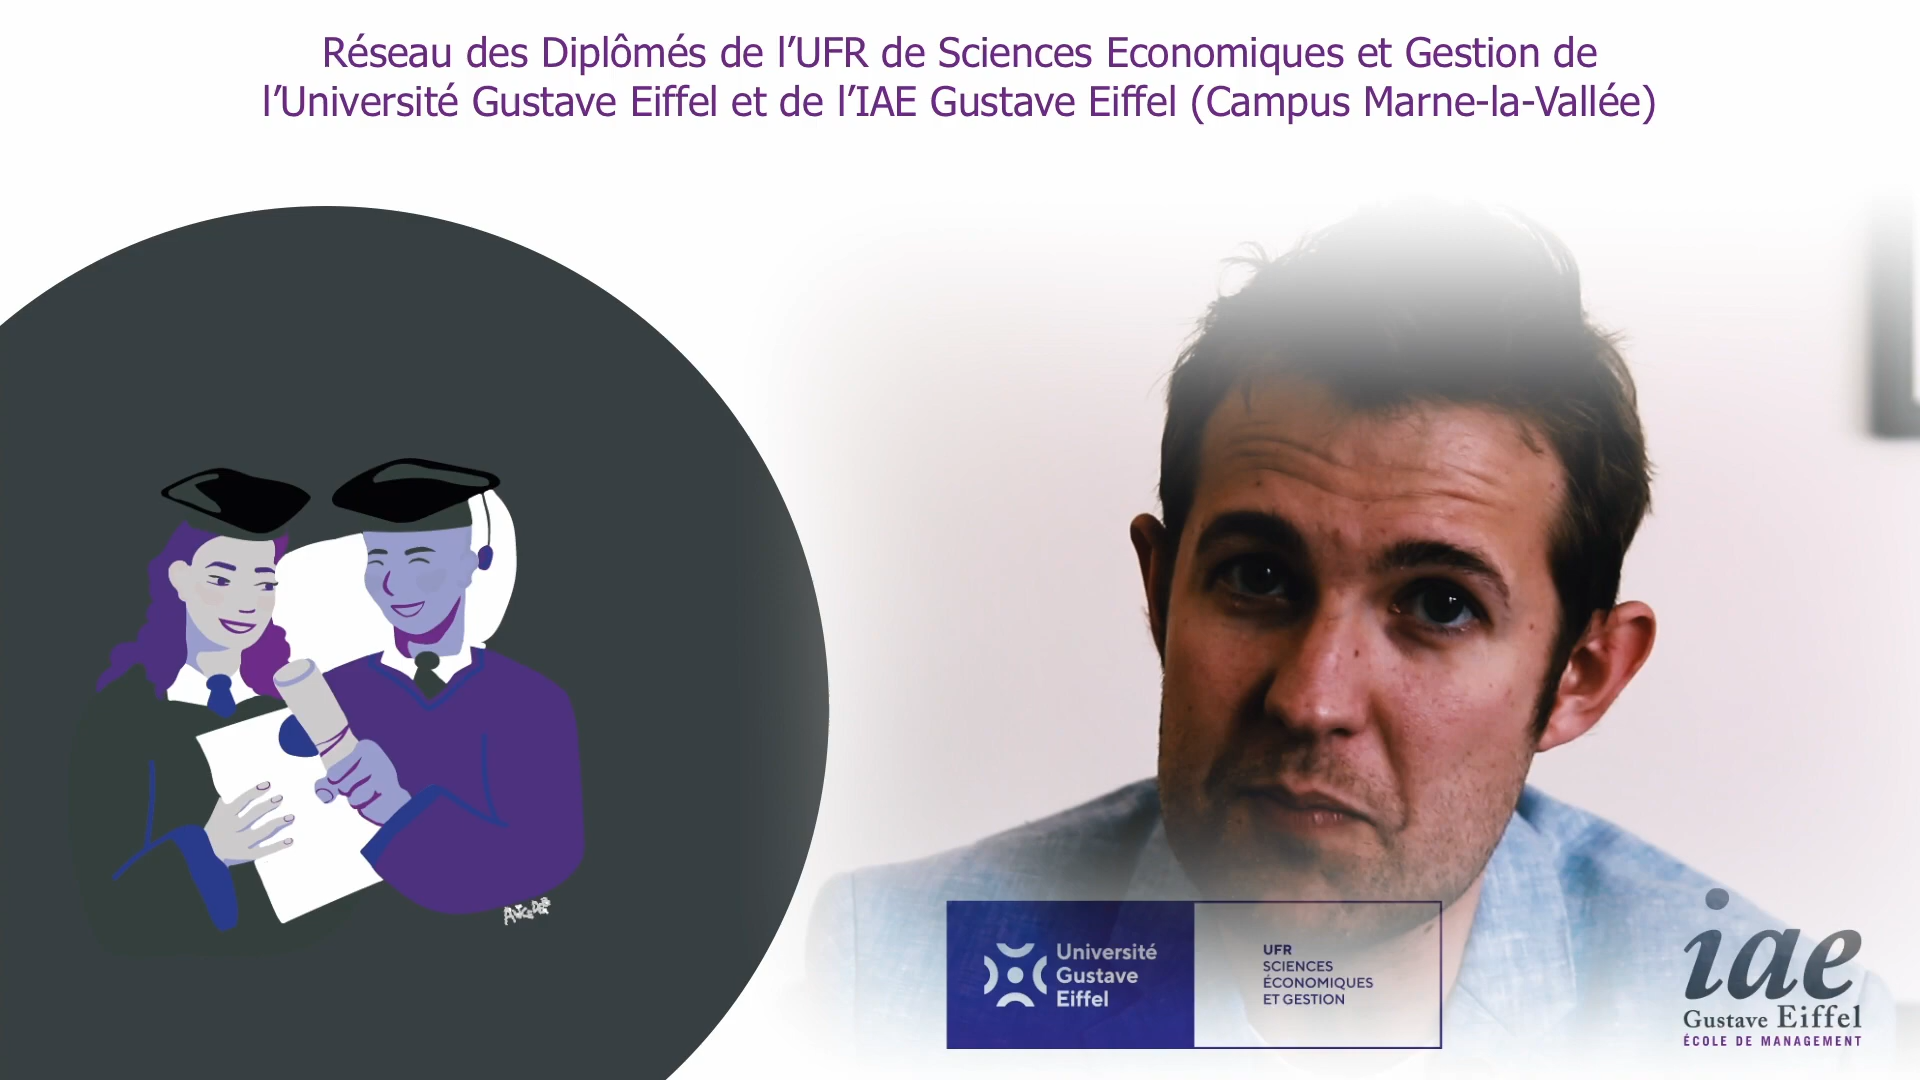 Réseau des Diplômés de l’UFR de Sciences Economiques et Gestion de
l’Université Gustave Eiffel et de l’IAE Gustave Eiffel (Campus Marne-la-Vallée)
Université
Gustave
Eiffel
UFR
SCIENCES
ÉCONOMIQUES
ET GESTION
iae
Gustave Eiffel
ÉCOLE DE MANAGEMENT